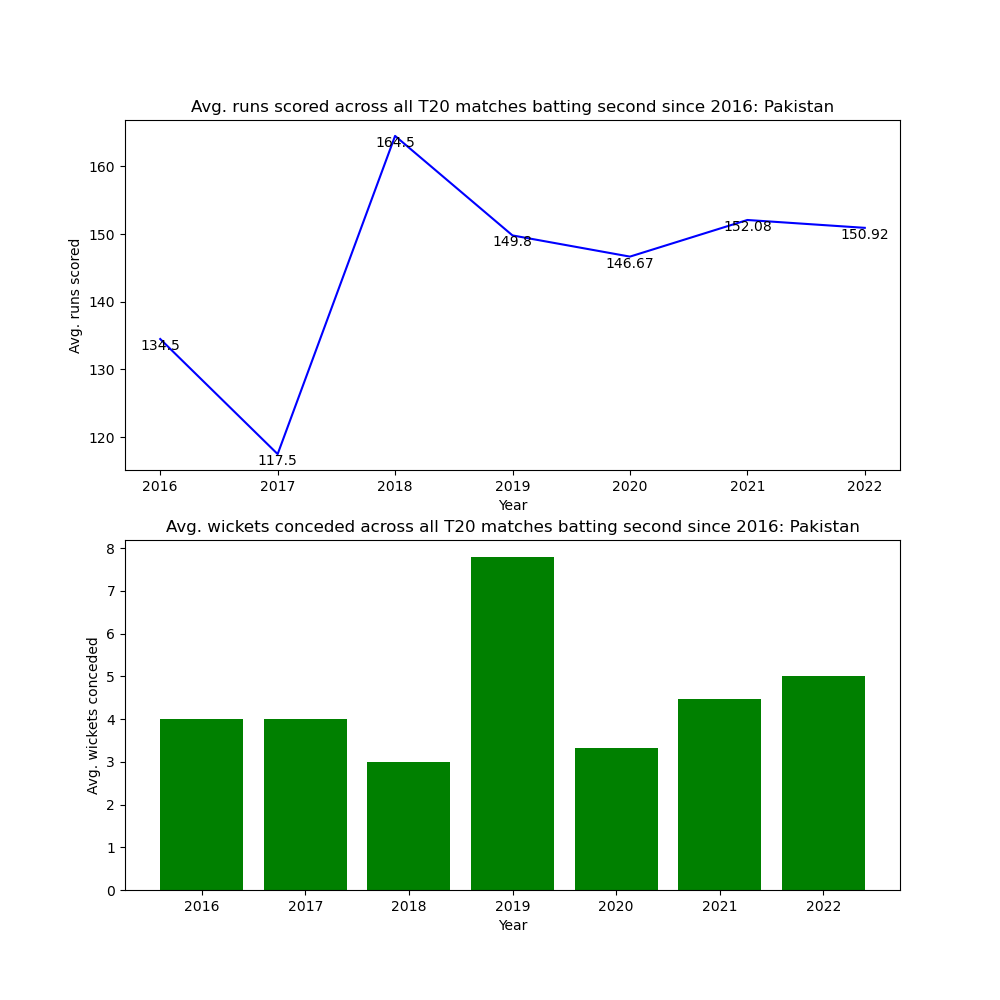 Avg. runs scored across all T20 matches batting second since 2016: Pakistan
Avg. runs scored
160
150
140
130
120
134.5
117.5
164.5
149.8
146.67
152.08
150.92
2016 2017 2018 2019 2020 2021 2022
Year
Avg. wickets conceded across all T20 matches batting second since 2016: Pakistan
Avg. wickets conceded
8
7
6
5
4
3
2
1
0
2016 2017 2018 2019 2020 2021 2022
Year